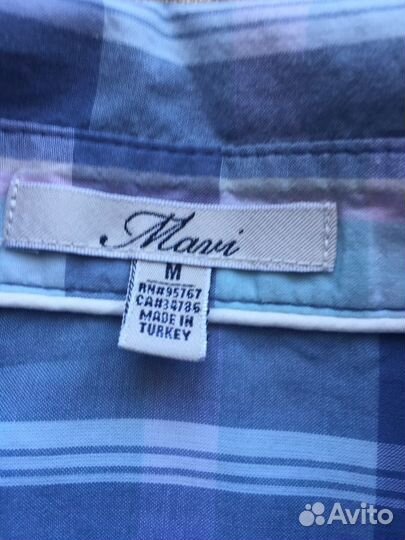 Mavi
M
RN#95767
CA#34786
MADE IN
TURKEY
Avito